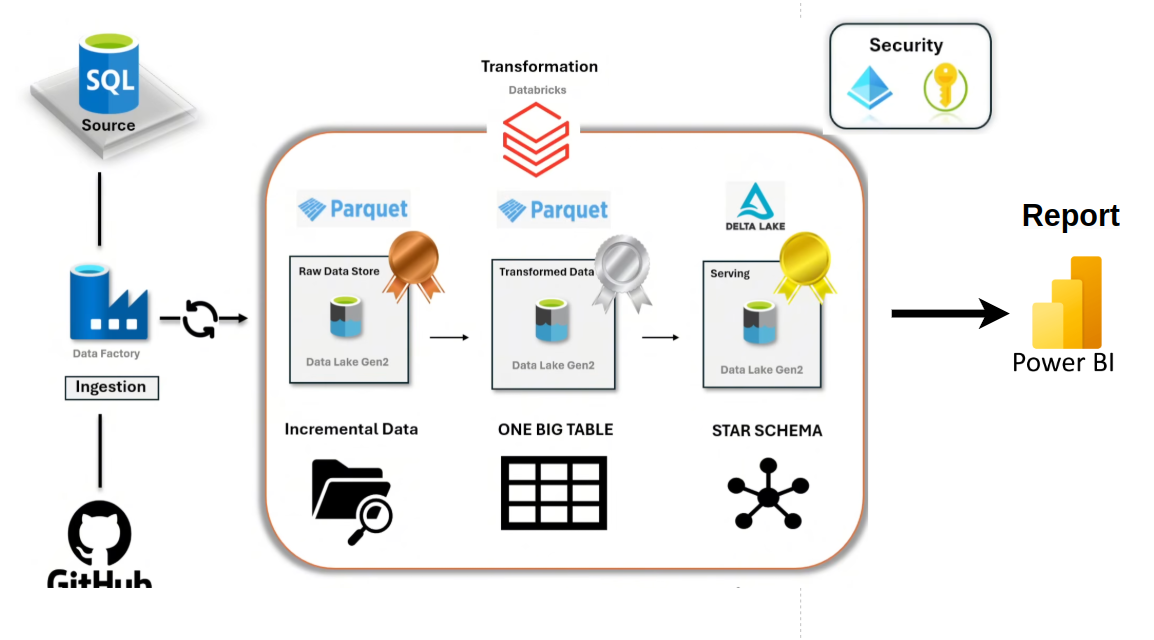 SQL
Source
Data Factory
Ingestion
GitHub
Transformation
Databricks
Parquet
Raw Data Store
Data Lake Gen2
Incremental Data
Parquet
Transformed Data
Data Lake Gen2
ONE BIG TABLE
DELTA LAKE
Serving
Data Lake Gen2
STAR SCHEMA
Security
Report
Power BI